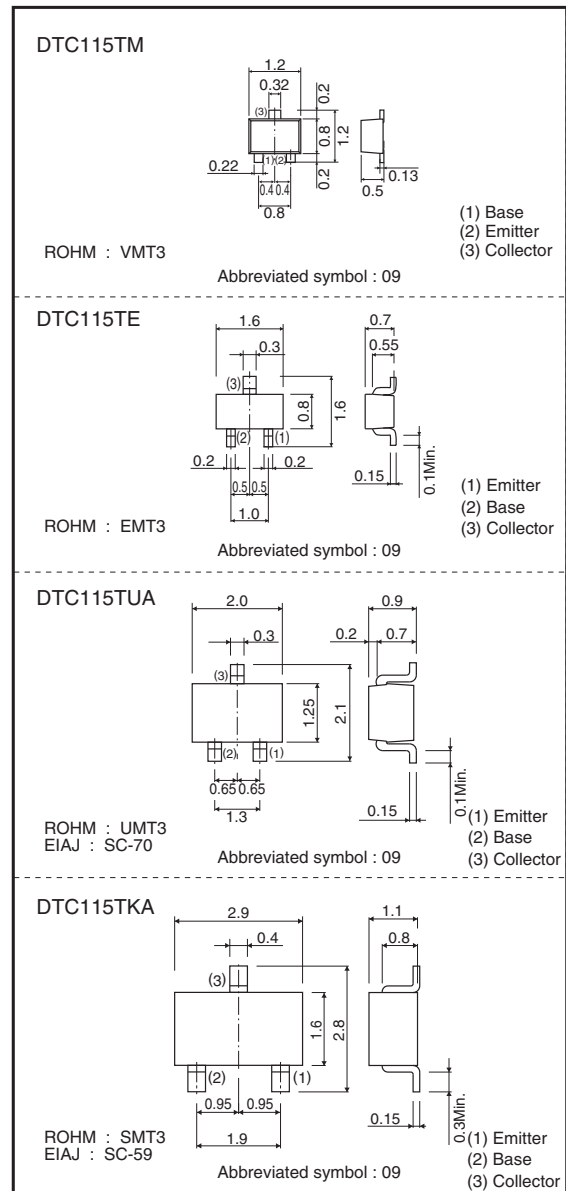 DTC115TM
1.2
0.32
0.2
(3)
0.8
1.2
0.22
(1)
(2)
0.4
0.4
0.2
0.13
0.5
0.8
(1) Base
(2) Emitter
(3) Collector
ROHM : VMT3
Abbreviated symbol : 09
DTC115TE
1.6
0.7
0.3
0.55
(3)
0.8
1.6
(2)
(1)
0.2
0.2
0.5
0.5
0.15
0.1Min.
1.0
(1) Emitter
(2) Base
(3) Collector
ROHM : EMT3
Abbreviated symbol : 09
DTC115TUA
2.0
0.9
0.3
0.2
0.7
(3)
1.25
2.1
(2)
(1)
0.65
0.65
0.15
0.1Min.
1.3
(1) Emitter
(2) Base
(3) Collector
ROHM : UMT3
EIAJ : SC-70
Abbreviated symbol : 09
DTC115TKA
2.9
1.1
0.4
0.8
(3)
1.6
2.8
(2)
(1)
0.95
0.95
0.15
0.3Min.
1.9
(1) Emitter
(2) Base
(3) Collector
ROHM : SMT3
EIAJ : SC-59
Abbreviated symbol : 09